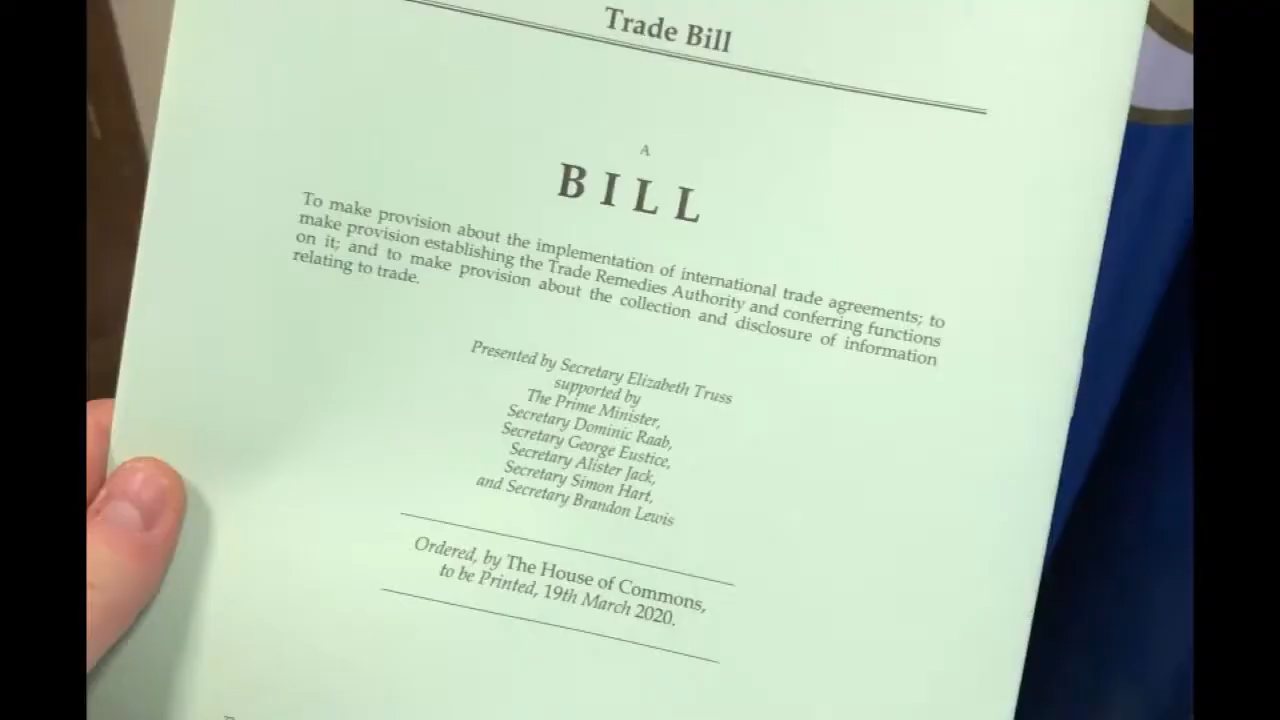 Trade Bill
A
BILL
To make provision about the implementation of international trade agreements; to
make provision establishing the Trade Remedies Authority and conferring functions
on it; and to make provision about the collection and disclosure of information
relating to trade.
Presented by Secretary Elizabeth Truss
supported by
The Prime Minister,
Secretary Dominic Raab,
Secretary George Eustice,
Secretary Alister Jack,
Secretary Simon Hart,
and Secretary Brandon Lewis
Ordered, by The House of Commons,
to be Printed, 19th March 2020.